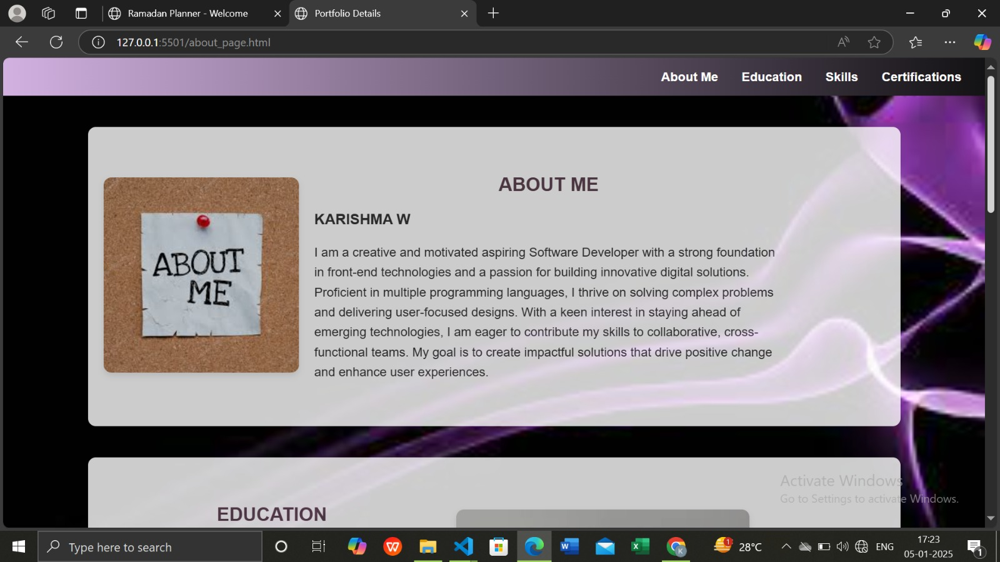 Ramadan Planner - Welcome
Portfolio Details
127.0.0.1:5501/about_page.html
About Me Education Skills Certifications
ABOUT ME
ABOUT
ME
KARISHMA W
I am a creative and motivated aspiring Software Developer with a strong foundation
in front-end technologies and a passion for building innovative digital solutions.
Proficient in multiple programming languages, I thrive on solving complex problems
and delivering user-focused designs. With a keen interest in staying ahead of
emerging technologies, I am eager to contribute my skills to collaborative, cross-
functional teams. My goal is to create impactful solutions that drive positive change
and enhance user experiences.
Activate Windows
Go to Settings to activate Windows.
EDUCATION
Type here to search
W
W
X
K
1
28°C
ENG
17:23
05-01-2025
1